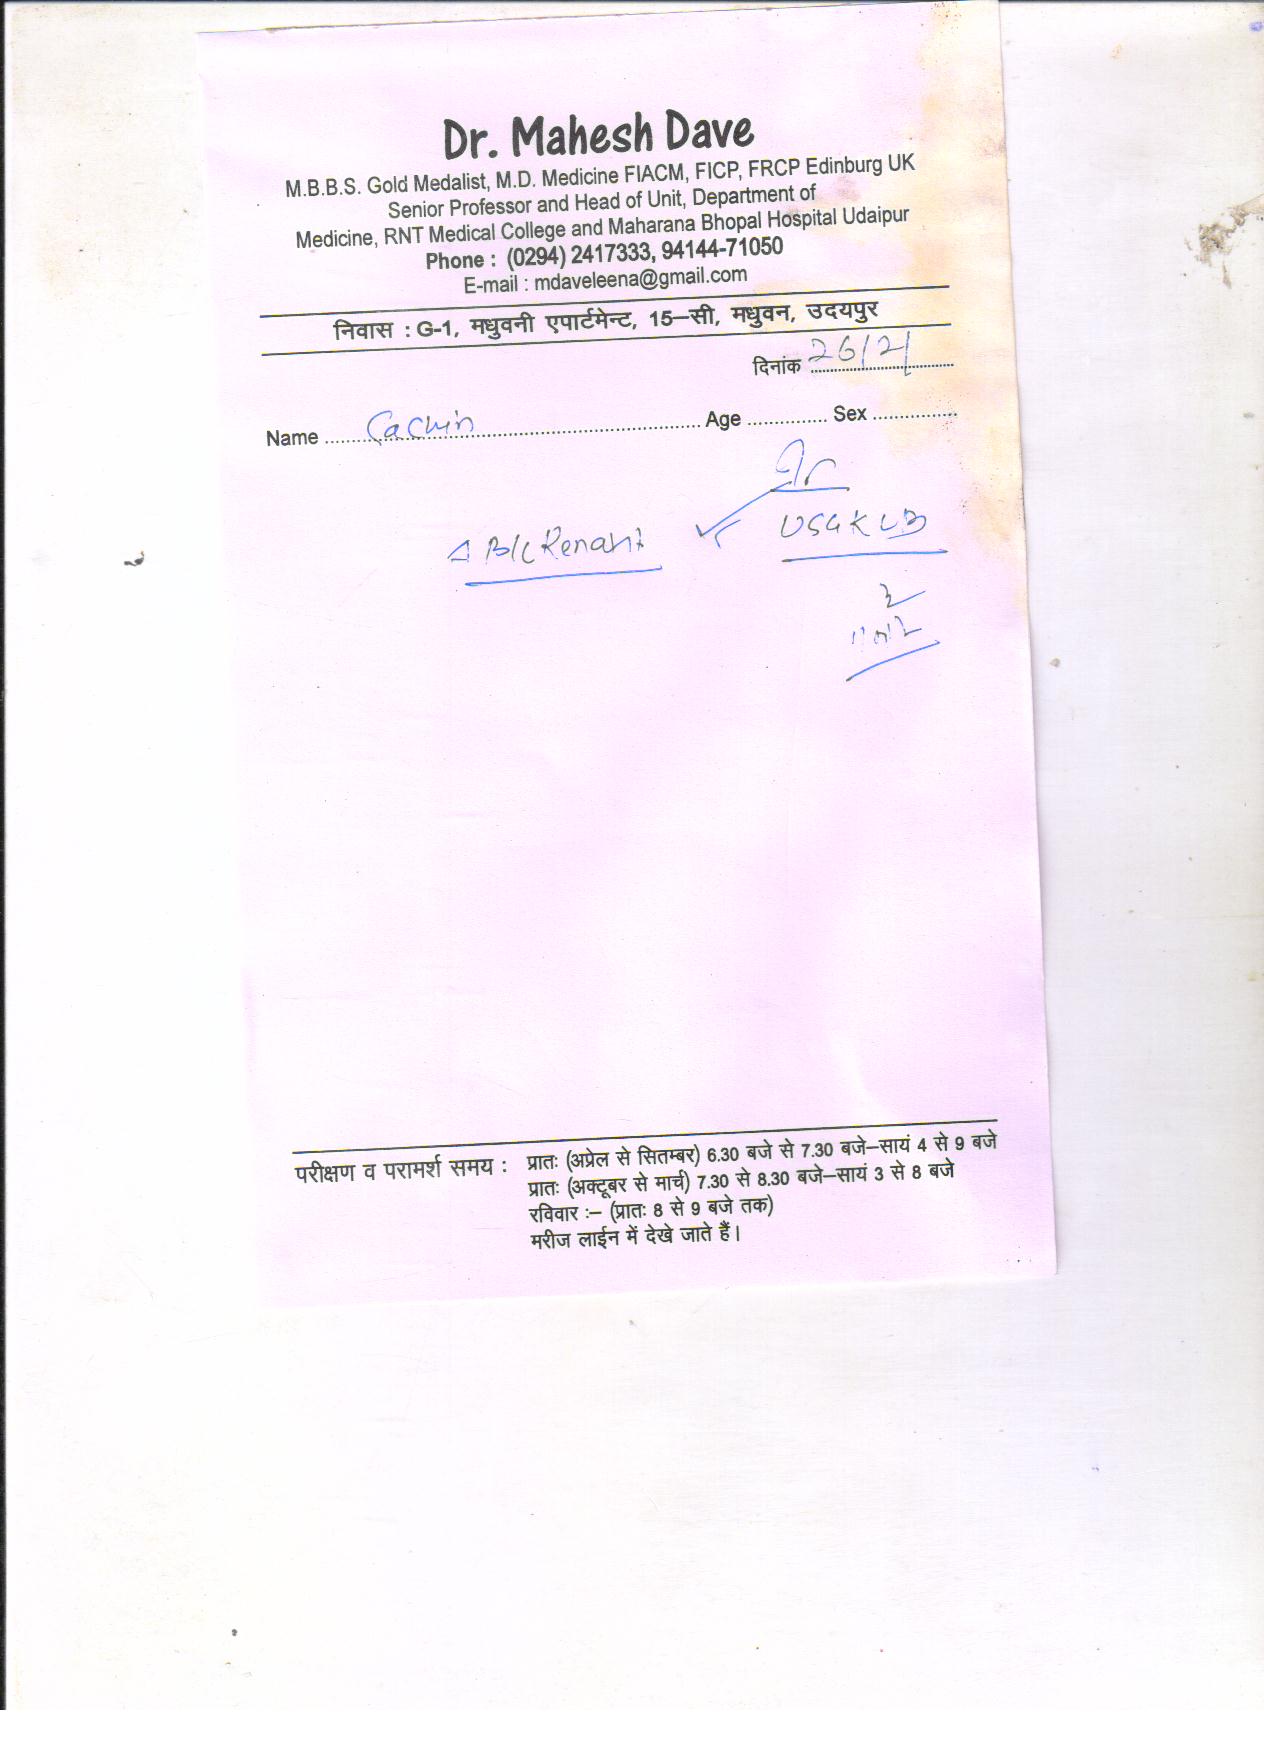 Dr. Mahesh Dave
M.B.B.S. Gold Medalist, M.D. Medicine FIACM, FICP, FRCP Edinburg UK
Senior Professor and Head of Unit, Department of
Medicine, RNT Medical College and Maharana Bhopal Hospital Udaipur
Phone : (0294) 2417333, 94144-71050
E-mail : mdaveleena@gmail.com
निवास : G-1, मधुवनी एपार्टमेन्ट, 15–सी, मधुवन, उदयपुर
दिनांक 26/2/
Name Cachin Age Sex
USG KUB
B/L Renal
परीक्षण व परामर्श समय : प्रातः (अप्रेल से सितम्बर) 6.30 बजे से 7.30 बजे–सायं 4 से 9 बजे
प्रातः (अक्टूबर से मार्च) 7.30 से 8.30 बजे–सायं 3 से 8 बजे
रविवार :– (प्रातः 8 से 9 बजे तक)
मरीज लाईन में देखे जाते हैं।